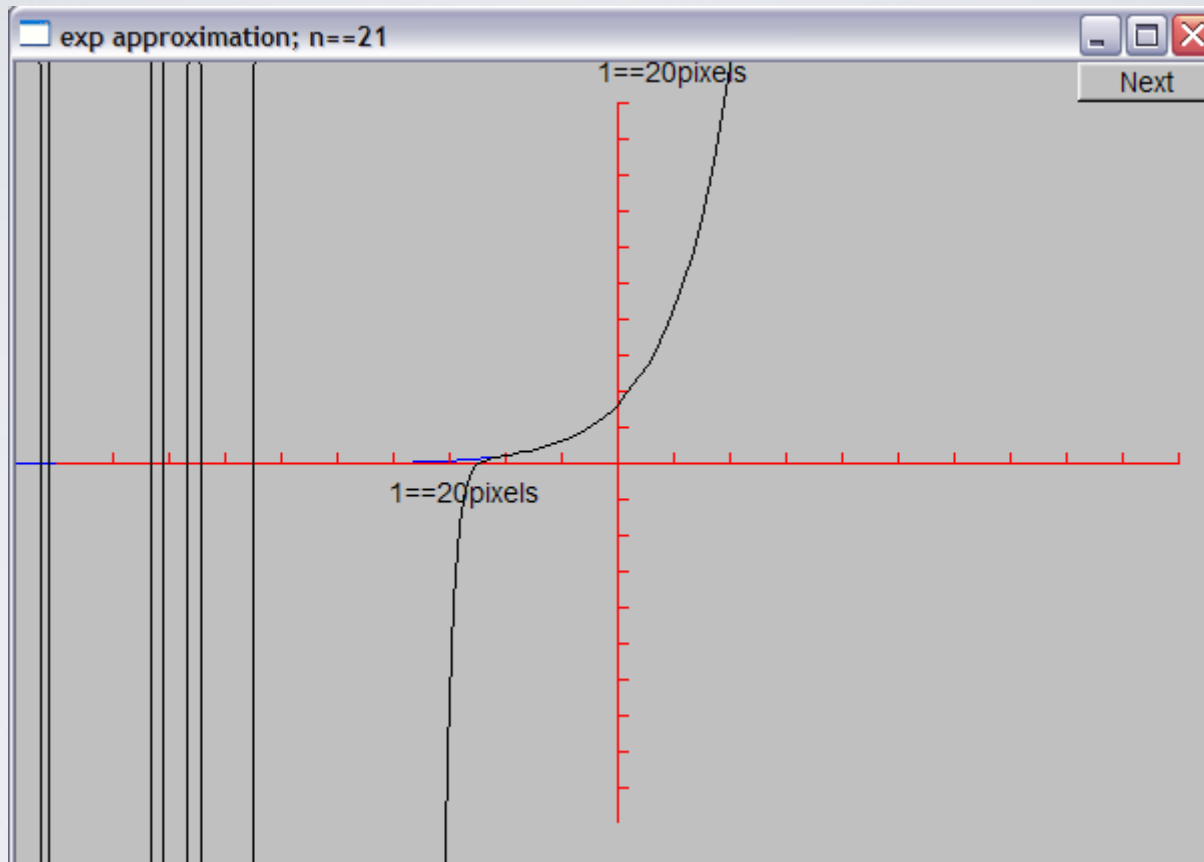 exp approximation; n==21
1==20pixels
Next
1==20pixels